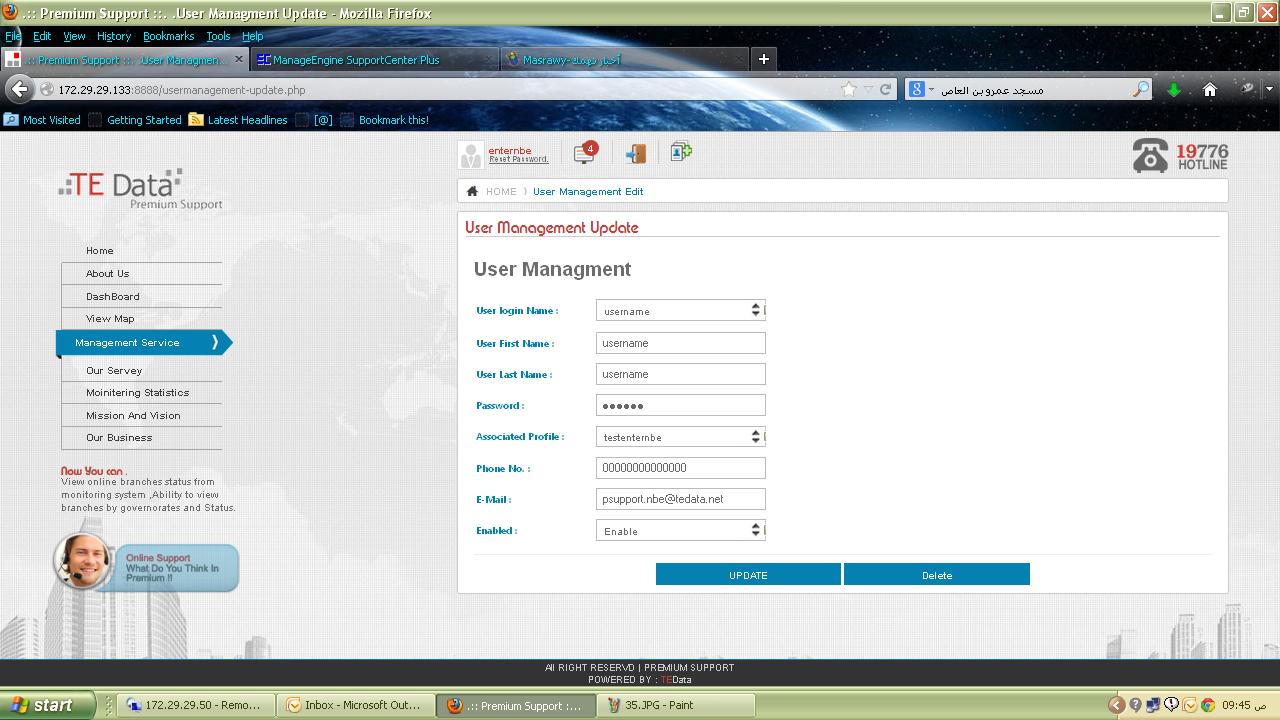 .:: Premium Support ::. .User Managment Update - Mozilla Firefox
File Edit View History Bookmarks Tools Help
.:: Premium Support ::. .User Managmen... ManageEngine SupportCenter Plus
172.29.29.133:8088/usermanagment-update.php مسجد عمرو بن العاص
Most Visited Getting Started Latest Headlines [@] Bookmark this!
enternbe
Reset Password.
4
19776
HOTLINE
TE Data
Premium Support
HOME User Management Edit
User Management Update
Home
About Us
DashBoard
View Map
Management Service
Our Servey
Moinitering Statistics
Mission And Vision
Our Business
Now You can .
View online branches status from
monitoring system ,Ability to view
branches by governorates and Status.
Online Support
What Do You Think In
Premium !!
User Managment
User login Name : username
User First Name : username
User Last Name : username
Password : ●●●●●●
Associated Profile : testenternbe
Phone No. : 00000000000000
E-Mail : psupport.nbe@tedata.net
Enabled : Enable
UPDATE Delete
All RIGHT RESERVD | PREMIUM SUPPORT
POWERED BY : TEData
start 172.29.29.50 - Remo... Inbox - Microsoft Out... .:: Premium Support :... 35.JPG - Paint 09:45 ص